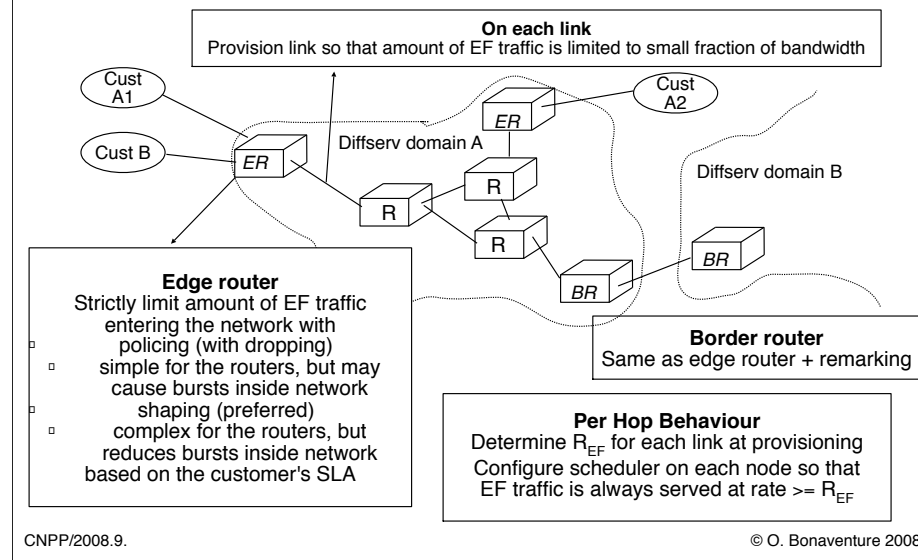 On each link
Provision link so that amount of EF traffic is limited to small fraction of bandwidth
Cust
A1
Cust
A2
ER
Diffserv domain A
Cust B
ER
Diffserv domain B
R
R
R
BR
BR
Edge router
Strictly limit amount of EF traffic
entering the network with
policing (with dropping)
simple for the routers, but may
cause bursts inside network
shaping (preferred)
complex for the routers, but
reduces bursts inside network
based on the customer's SLA
Border router
Same as edge router + remarking
Per Hop Behaviour
Determine R_EF for each link at provisioning
Configure scheduler on each node so that
EF traffic is always served at rate >= R_EF
CNPP/2008.9.
© O. Bonaventure 2008